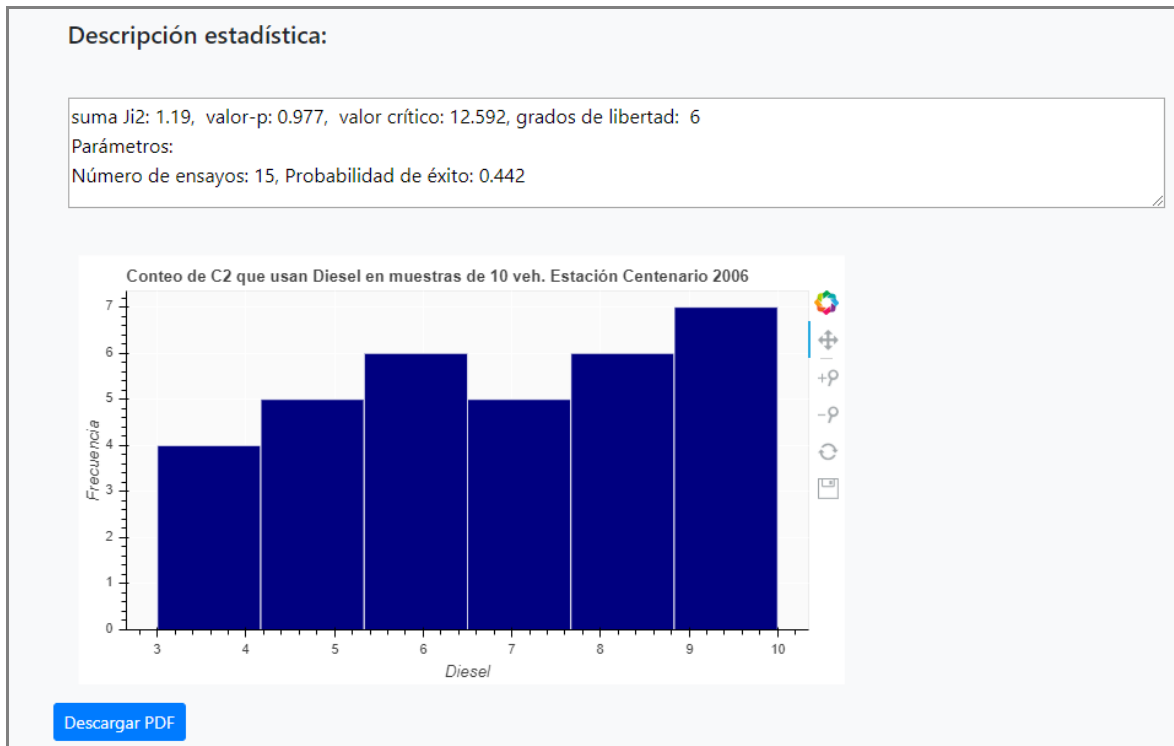 Descripción estadística:
suma Ji2: 1.19,  valor-p: 0.977,  valor crítico: 12.592, grados de libertad:  6
Parámetros:
Número de ensayos: 15, Probabilidad de éxito: 0.442
Conteo de C2 que usan Diesel en muestras de 10 veh. Estación Centenario 2006
7
6
5
4
3
2
1
0
Frecuencia
3 4 5 6 7 8 9 10
Diesel
Descargar PDF